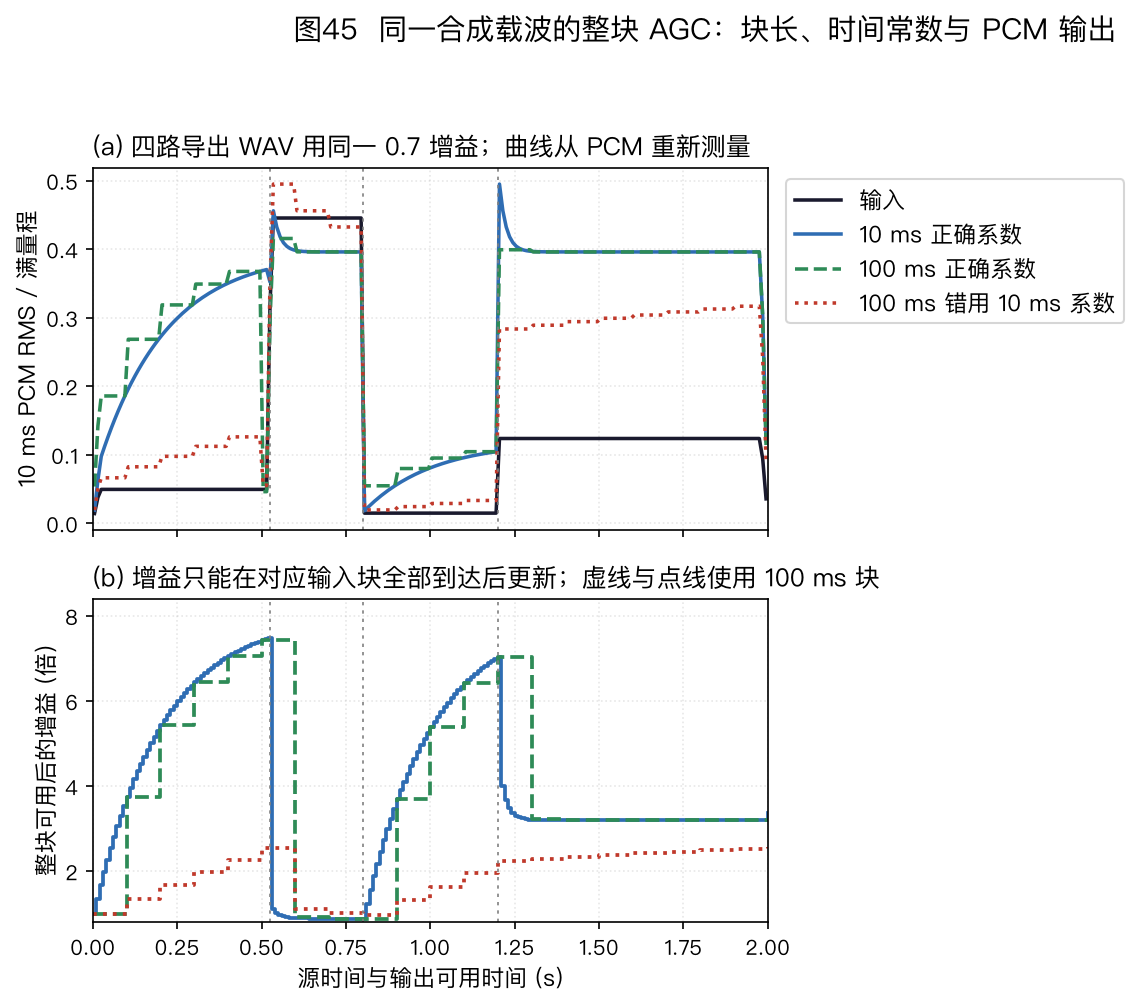 图45 同一合成载波的整块 AGC：块长、时间常数与 PCM 输出
(a) 四路导出 WAV 用同一 0.7 增益；曲线从 PCM 重新测量
10 ms PCM RMS / 满量程
0.5
0.4
0.3
0.2
0.1
0.0
输入
10 ms 正确系数
100 ms 正确系数
100 ms 错用 10 ms 系数
(b) 增益只能在对应输入块全部到达后更新；虚线与点线使用 100 ms 块
整块可用后的增益 (倍)
8
6
4
2
0.00 0.25 0.50 0.75 1.00 1.25 1.50 1.75 2.00
源时间与输出可用时间 (s)